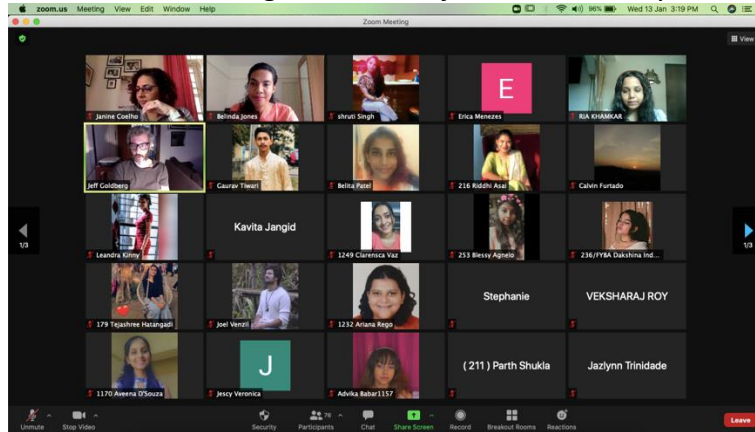 zoom.us Meeting View Edit Window Help 96% Wed 13 Jan 3:19 PM
Zoom Meeting
View
Janine Coelho
Belinda Jones
shruti Singh
E
Erica Menezes
RIA KHAMKAR
Jeff Goldberg
Gaurav Tiwari
Belita Patel
216 Riddhi Asal
Calvin Furtado
1/3
Leandra Kinny
Kavita Jangid
1249 Clarensca Vaz
253 Blessy Agnelo
236/FYBA Dakshina Ind...
1/3
179 Tejashree Hatangadi
Joel Venzil
1232 Ariana Rego
Stephanie
VEKSHARAJ ROY
1170 Aveena D'Souza
J
Jescy Veronica
Advika Babar1157
( 211 ) Parth Shukla
Jazlynn Trinidade
Unmute Stop Video Security Participants 76 Chat Share Screen Record Breakout Rooms Reactions Leave